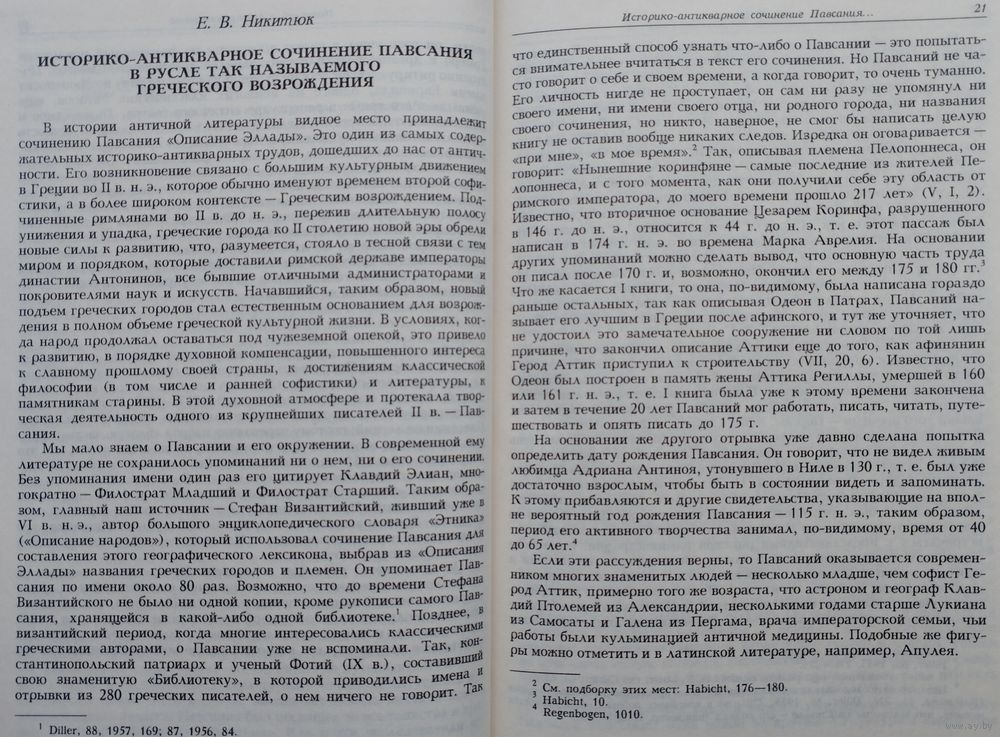 Е. В. Никитюк
ИСТОРИКО-АНТИКВАРНОЕ СОЧИНЕНИЕ ПАВСАНИЯ
В РУСЛЕ ТАК НАЗЫВАЕМОГО
ГРЕЧЕСКОГО ВОЗРОЖДЕНИЯ
В истории античной литературы видное место принадлежит
сочинению Павсания «Описание Эллады». Это один из самых содер-
жательных историко-антикварных трудов, дошедших до нас от антич-
ности. Его возникновение связано с большим культурным движением
в Греции во II в. н. э., которое обычно именуют временем второй софи-
стики, а в более широком контексте — Греческим возрождением. Под-
чиненные римлянами во II в. до н. э., пережив длительную полосу
унижения и упадка, греческие города ко II столетию новой эры обрели
новые силы к развитию, что, разумеется, стояло в тесной связи с тем
миром и порядком, которые доставили римской державе императоры
династии Антонинов, все бывшие отличными администраторами и
покровителями наук и искусств. Начавшийся, таким образом, новый
подъем греческих городов стал естественным основанием для возрож-
дения в полном объеме греческой культурной жизни. В условиях, ког-
да народ продолжал оставаться под чужеземной опекой, это привело
к развитию, в порядке духовной компенсации, повышенного интереса
к славному прошлому своей страны, к достижениям классической
философии (в том числе и ранней софистики) и литературы, к
памятникам старины. В этой духовной атмосфере и протекала твор-
ческая деятельность одного из крупнейших писателей II в. — Пав-
сания.
Мы мало знаем о Павсании и его окружении. В современной ему
литературе не сохранилось упоминаний ни о нем, ни о его сочинении.
Без упоминания имени один раз его цитирует Клавдий Элиан, мно-
гократно — Филострат Младший и Филострат Старший. Таким обра-
зом, главный наш источник — Стефан Византийский, живший уже в
VI в. н. э., автор большого энциклопедического словаря «Этника»
(«Описание народов»), который использовал сочинение Павсания для
составления этого географического лексикона, выбрав из «Описания
Эллады» названия греческих городов и племен. Он упоминает Пав-
сания по имени около 80 раз. Возможно, что до времени Стефана
Византийского не было ни одной копии, кроме рукописи самого Пав-
сания, хранящейся в какой-либо одной библиотеке.¹ Позднее, в
византийский период, когда многие интересовались классическими
греческими авторами, о Павсании уже не вспоминали. Так, кон-
стантинопольский патриарх и ученый Фотий (IX в.), составивший
свою знаменитую «Библиотеку», в которой приводились имена и
отрывки из 280 греческих писателей, о нем ничего не говорит. Так
¹ Diller, 88, 1957, 169; 87, 1956, 84.
Историко-антикварное сочинение Павсания...
21
что единственный способ узнать что-либо о Павсании — это попытать-
ся внимательнее вчитаться в текст его сочинения. Но Павсаний не ча-
сто говорит о себе и своем времени, а когда говорит, то очень туманно.
Его личность нигде не проступает, он сам ни разу не упомянул ни
своего имени, ни имени своего отца, ни родного города, ни названия
своего сочинения, но никто, наверное, не смог бы написать целую
книгу не оставив вообще никаких следов. Изредка он оговаривается —
«при мне», «в мое время».² Так, описывая племена Пелопоннеса, он
говорит: «Нынешние коринфяне — самые последние из жителей Пе-
лопоннеса, и с того момента, как они получили себе эту область от
римского императора, до моего времени прошло 217 лет» (V, I, 2).
Известно, что вторичное основание Цезарем Коринфа, разрушенного
в 146 г. до н. э., относится к 44 г. до н. э., т. е. этот пассаж был
написан в 174 г. н. э. во времена Марка Аврелия. На основании
других упоминаний можно сделать вывод, что основную часть труда
он писал после 170 г. и, возможно, окончил его между 175 и 180 гг.³
Что же касается I книги, то она, по-видимому, была написана гораздо
раньше остальных, так как описывая Одеон в Патрах, Павсаний на-
зывает его лучшим в Греции после афинского, и тут же уточняет, что
не удостоил это замечательное сооружение ни словом по той лишь
причине, что закончил описание Аттики еще до того, как афинянин
Герод Аттик приступил к строительству (VII, 20, 6). Известно, что
Одеон был построен в память жены Аттика Региллы, умершей в 160
или 161 г. н. э., т. е. I книга была уже к этому времени закончена
и затем в течение 20 лет Павсаний мог работать, писать, читать, путе-
шествовать и опять писать до 175 г.
На основании же другого отрывка уже давно сделана попытка
определить дату рождения Павсания. Он говорит, что не видел живым
любимца Адриана Антиноя, утонувшего в Ниле в 130 г., т. е. был уже
достаточно взрослым, чтобы быть в состоянии видеть и запоминать.
К этому прибавляются и другие свидетельства, указывающие на впол-
не вероятный год рождения Павсания — 115 г. н. э., таким образом,
период его активного творчества занимал, по-видимому, время от 40
до 65 лет.⁴
Если эти рассуждения верны, то Павсаний оказывается современ-
ником многих знаменитых людей — несколько младше, чем софист Ге-
род Аттик, примерно того же возраста, что астроном и географ Клав-
дий Птолемей из Александрии, несколькими годами старше Лукиана
из Самосаты и Галена из Пергама, врача императорской семьи, чьи
работы были кульминацией античной медицины. Подобные же фигу-
ры можно отметить и в латинской литературе, например, Апулея.
² См. подборку этих мест: Habicht, 176—180.
³ Habicht, 10.
⁴ Regenbogen, 1010.
www.ay.by